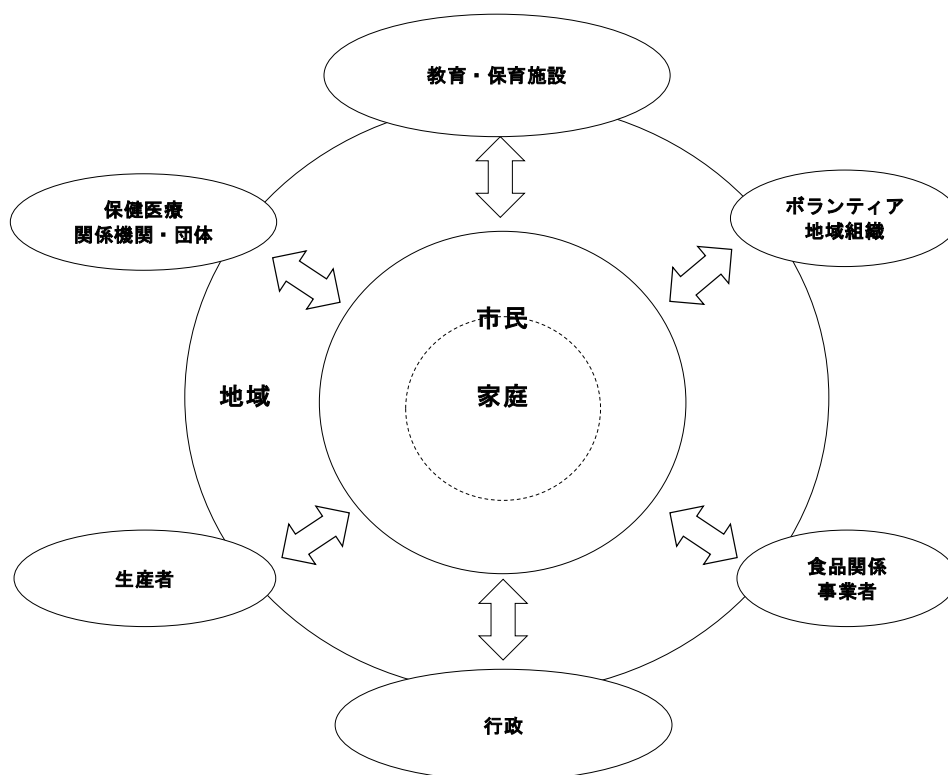 教育・保育施設
保健医療
関係機関・団体
ボランティア
地域組織
市民
地域
家庭
生産者
食品関係
事業者
行政